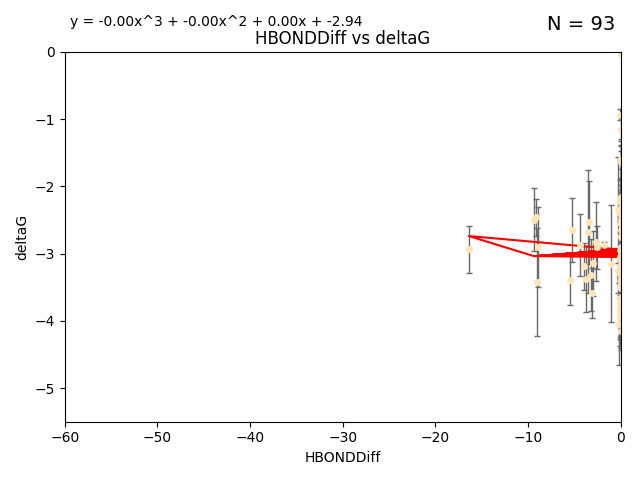 y = -0.00x^3 + -0.00x^2 + 0.00x + -2.94
N = 93
HBONDDiff vs deltaG
0
−1
−2
−3
−4
−5
deltaG
−60
−50
−40
−30
−20
−10
0
HBONDDiff